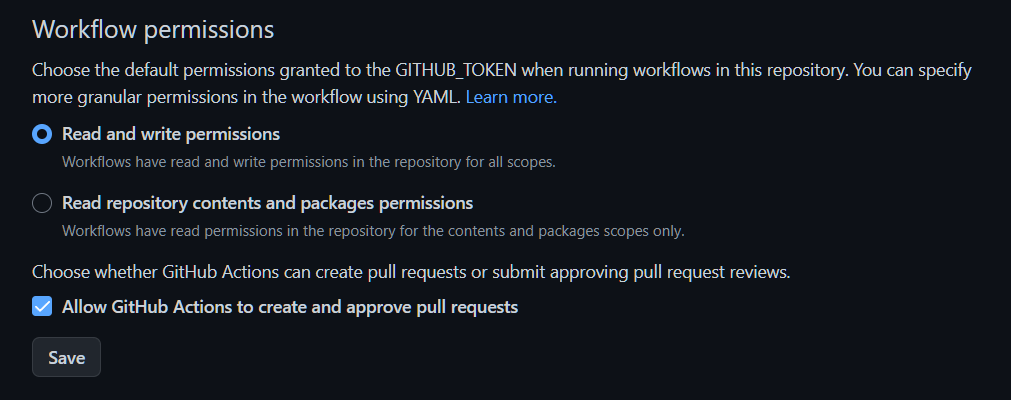 Workflow permissions
Choose the default permissions granted to the GITHUB_TOKEN when running workflows in this repository. You can specify
more granular permissions in the workflow using YAML. Learn more.
Read and write permissions
Workflows have read and write permissions in the repository for all scopes.
Read repository contents and packages permissions
Workflows have read permissions in the repository for the contents and packages scopes only.
Choose whether GitHub Actions can create pull requests or submit approving pull request reviews.
Allow GitHub Actions to create and approve pull requests
Save